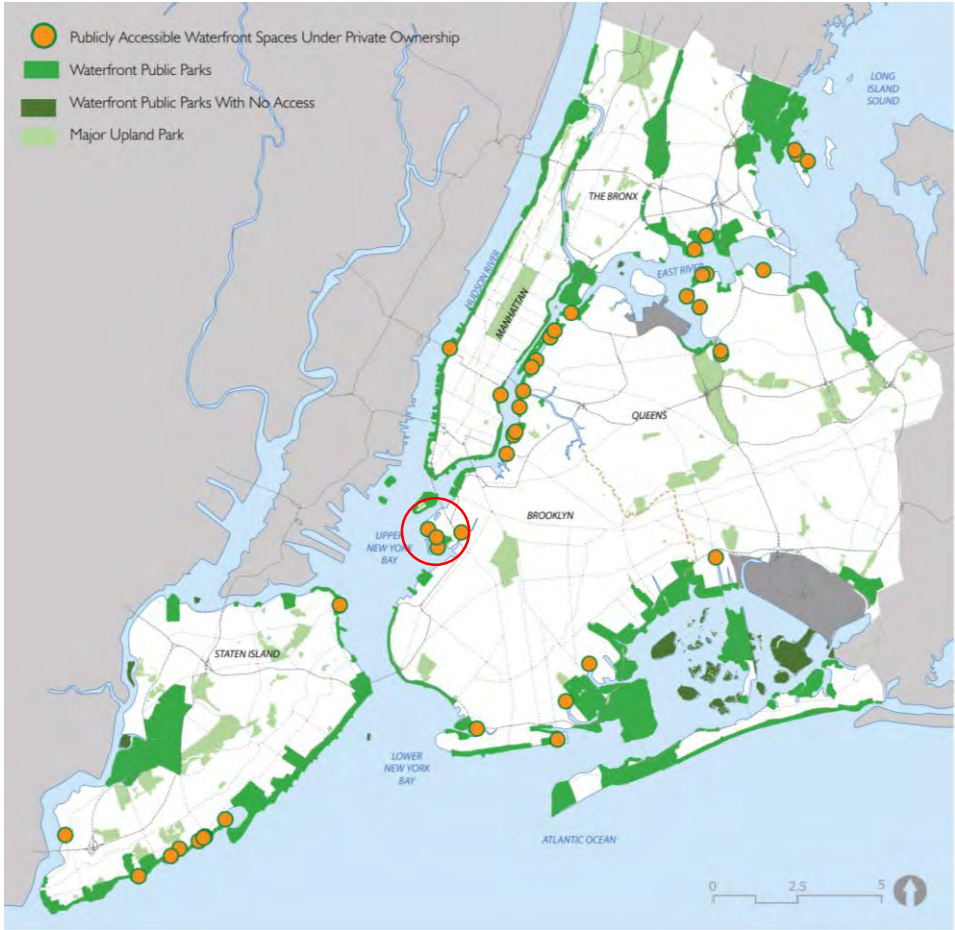 Publicly Accessible Waterfront Spaces Under Private Ownership
Waterfront Public Parks
Waterfront Public Parks With No Access
Major Upland Park
LONG
ISLAND
SOUND
THE BRONX
HUDSON RIVER
EAST RIVER
MANHATTAN
QUEENS
BROOKLYN
UPPER
NEW YORK
BAY
STATEN ISLAND
LOWER
NEW YORK
BAY
ATLANTIC OCEAN
0 2.5 5